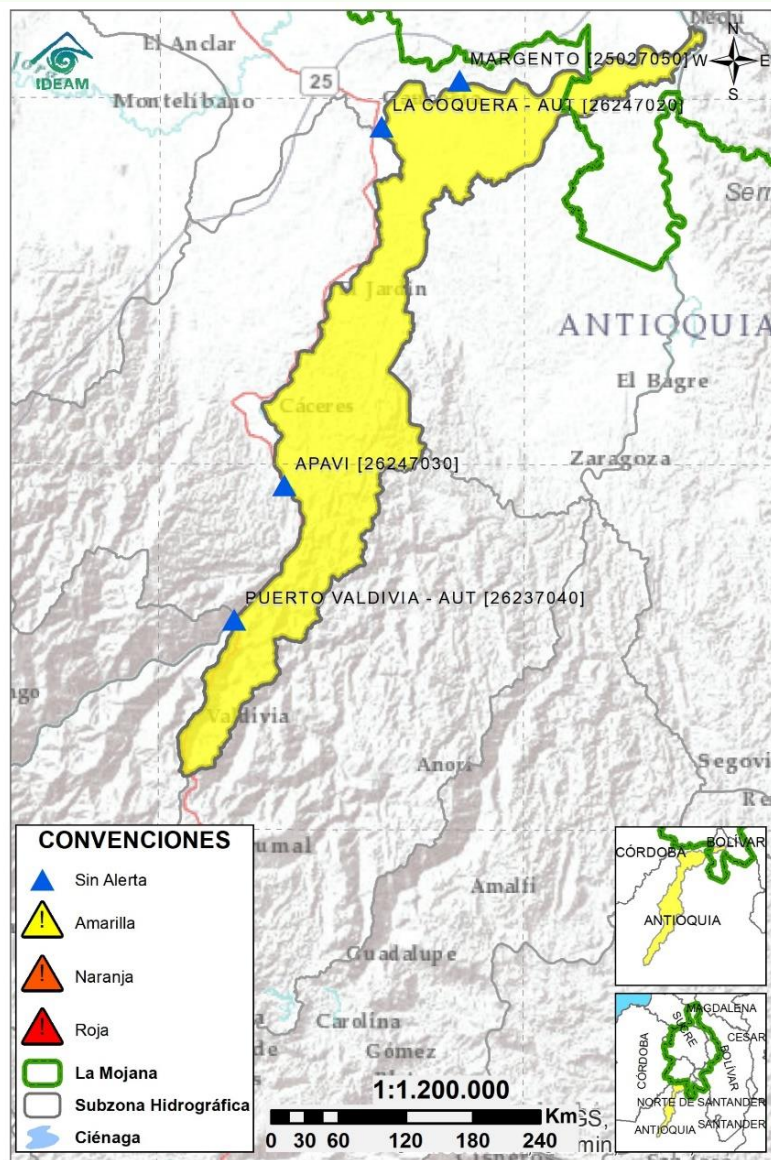 IDEAM
El Anclar
Nechi
N
W E
S
25
MARGENTO [25027050]
Montelíbano
LA COQUERA - AUT [26247020]
El Jardin
ANTIOQUIA
El Bagre
Cáceres
Zaragoza
APAVI [26247030]
PUERTO VALDIVIA - AUT [26237040]
Valdivia
Anorí
CONVENCIONES
Sin Alerta
Amarilla
Naranja
Roja
La Mojana
Subzona Hidrográfica
Ciénaga
Amalfi
Guadalupe
Carolina
Gómez
1:1.200.000
Km
0 30 60 120 180 240
CÓRDOBA
BOLÍVAR
ANTIOQUIA
MAGDALENA
SUCRE
CESAR
CÓRDOBA
BOLÍVAR
NORTE DE SANTANDER
ANTIOQUIA
SANTANDER